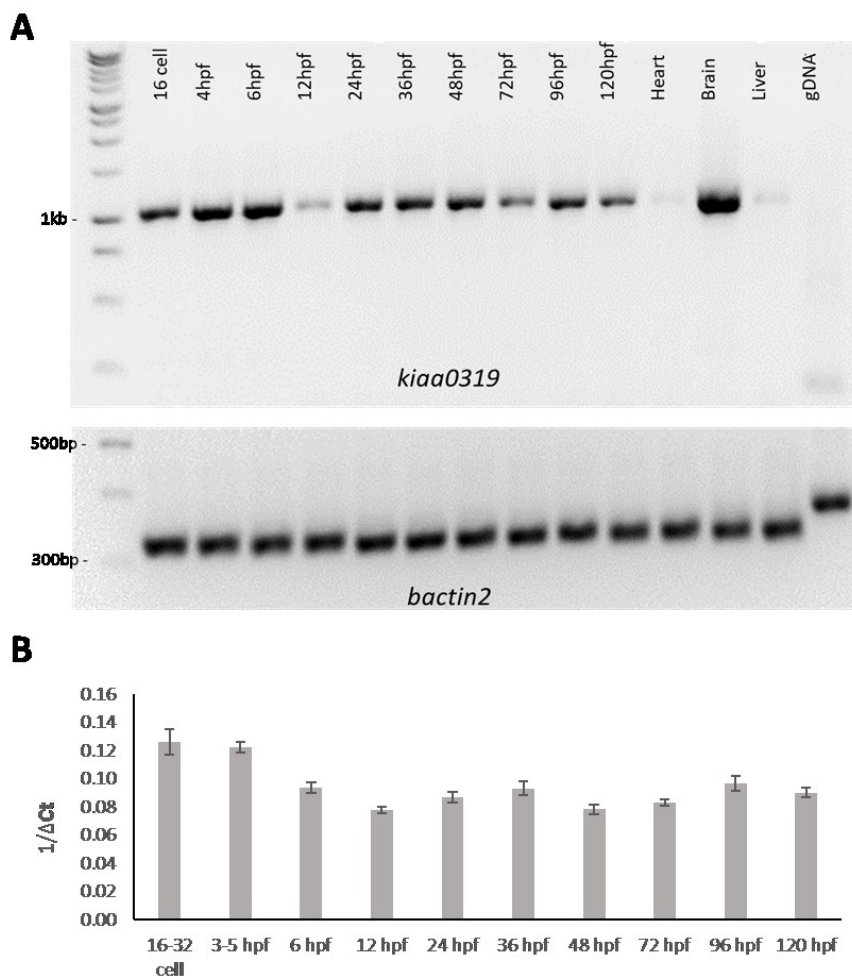 A
16 cell 4hpf 6hpf 12hpf 24hpf 36hpf 48hpf 72hpf 96hpf 120hpf Heart Brain Liver gDNA
1kb -
kiaa0319
500bp -
300bp -
bactin2
B
0.16
0.14
0.12
0.10
0.08
0.06
0.04
0.02
0.00
1/ΔCt
16-32 3-5 hpf 6 hpf 12 hpf 24 hpf 36 hpf 48 hpf 72 hpf 96 hpf 120 hpf
cell